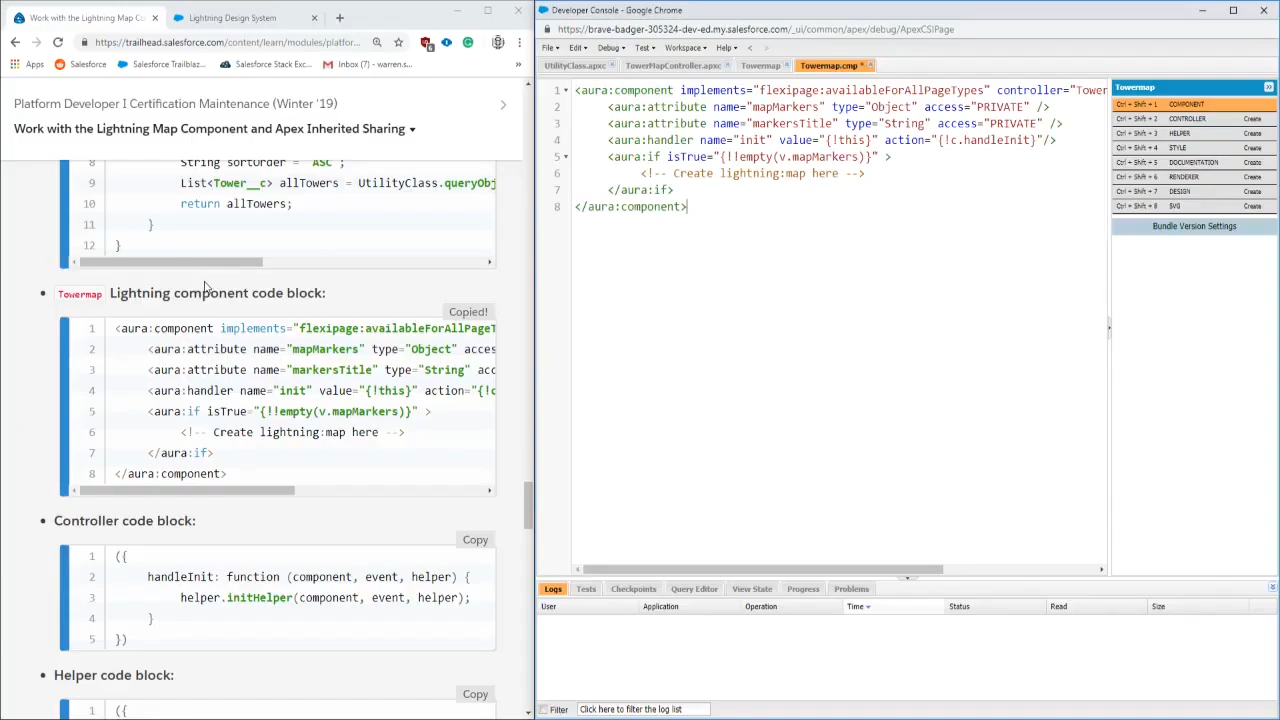 Work with the Lightning Map Co
Lightning Design System
https://trailhead.salesforce.com/content/learn/modules/platfor...
Apps
Salesforce
Salesforce Trailblaz...
Salesforce Stack Exc...
Inbox (7) - warren.s...
»
Platform Developer I Certification Maintenance (Winter '19)
Work with the Lightning Map Component and Apex Inherited Sharing
8 String sortOrder = 'ASC';
9 List<Tower__c> allTowers = UtilityClass.queryObj
10 return allTowers;
11 }
12 }
Towermap Lightning component code block:
Copied!
1 <aura:component implements="flexipage:availableForAllPageT
2 <aura:attribute name="mapMarkers" type="Object" acces
3 <aura:attribute name="markersTitle" type="String" acc
4 <aura:handler name="init" value="{!this}" action="{!c
5 <aura:if isTrue="{!!empty(v.mapMarkers)}" >
6 <!-- Create lightning:map here -->
7 </aura:if>
8 </aura:component>
Controller code block:
Copy
1 ({
2 handleInit: function (component, event, helper) {
3 helper.initHelper(component, event, helper);
4 }
5 })
Helper code block:
Copy
1 ({
Developer Console - Google Chrome
https://brave-badger-305324-dev-ed.my.salesforce.com/_ui/common/apex/debug/ApexCSIPage
File Edit Debug Test Workspace Help < >
UtilityClass.apxc TowerMapController.apxc Towermap Towermap.cmp *
1 <aura:component implements="flexipage:availableForAllPageTypes" controller="Tower
2 <aura:attribute name="mapMarkers" type="Object" access="PRIVATE" />
3 <aura:attribute name="markersTitle" type="String" access="PRIVATE" />
4 <aura:handler name="init" value="{!this}" action="{!c.handleInit}"/>
5 <aura:if isTrue="{!!empty(v.mapMarkers)}" >
6 <!-- Create lightning:map here -->
7 </aura:if>
8 </aura:component>
Towermap
Ctrl + Shift + 1 COMPONENT
Ctrl + Shift + 2 CONTROLLER Create
Ctrl + Shift + 3 HELPER Create
Ctrl + Shift + 4 STYLE Create
Ctrl + Shift + 5 DOCUMENTATION Create
Ctrl + Shift + 6 RENDERER Create
Ctrl + Shift + 7 DESIGN Create
Ctrl + Shift + 8 SVG Create
Bundle Version Settings
Logs Tests Checkpoints Query Editor View State Progress Problems
User Application Operation Time Status Read Size
Filter Click here to filter the log list